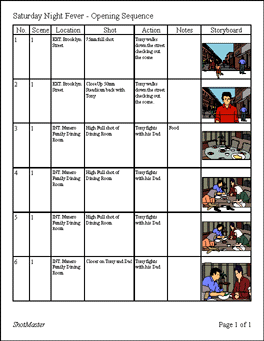 Saturday Night Fever - Opening Sequence
No. Scene Location Shot Action Notes Storyboard
1 1 EXT. Brooklyn Street 35mm full shot Tony walks down the street checking out the scene
2 1 EXT. Brooklyn Street CloseUp 50mm Steadicam back with Tony Tony walks down the street checking out the scene
3 1 INT. Manero Family Dining Room High Full shot of Dining Room Tony fights with his Dad Food
4 1 INT. Manero Family Dining Room High Full shot of Dining Room Tony fights with his Dad
5 1 INT. Manero Family Dining Room High Full shot of Dining Room Tony fights with his Dad
6 1 INT. Manero Family Dining Room Closer on Tony and Dad Tony fights with his Dad
ShotMaster
Page 1 of 1